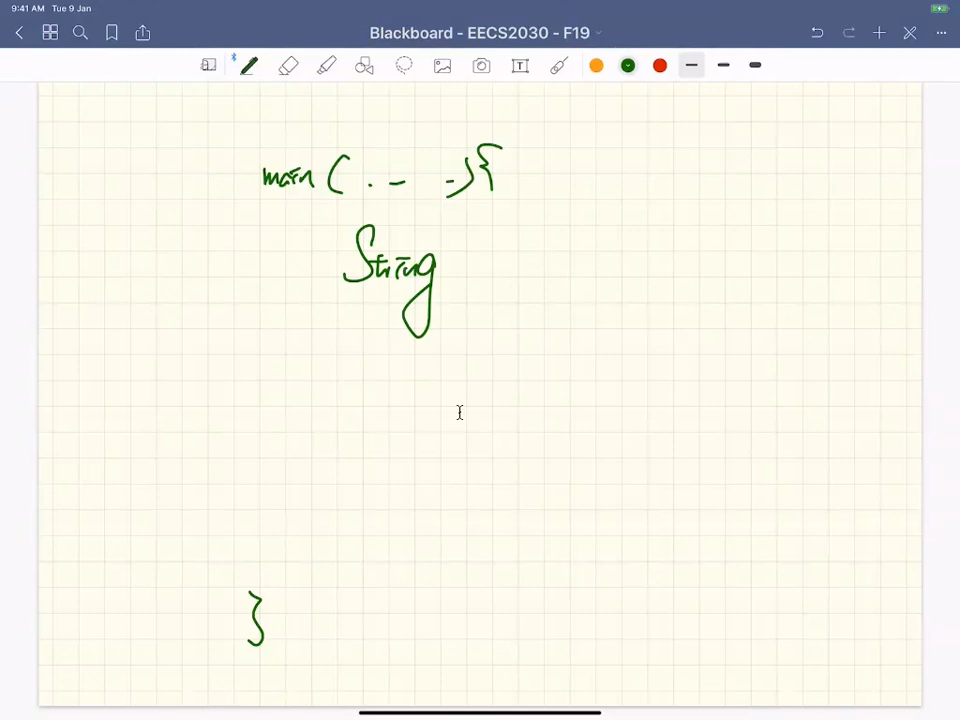 9:41 AM Tue 9 Jan
Blackboard - EECS2030 - F19
T
main ( . - - ) {
String
}